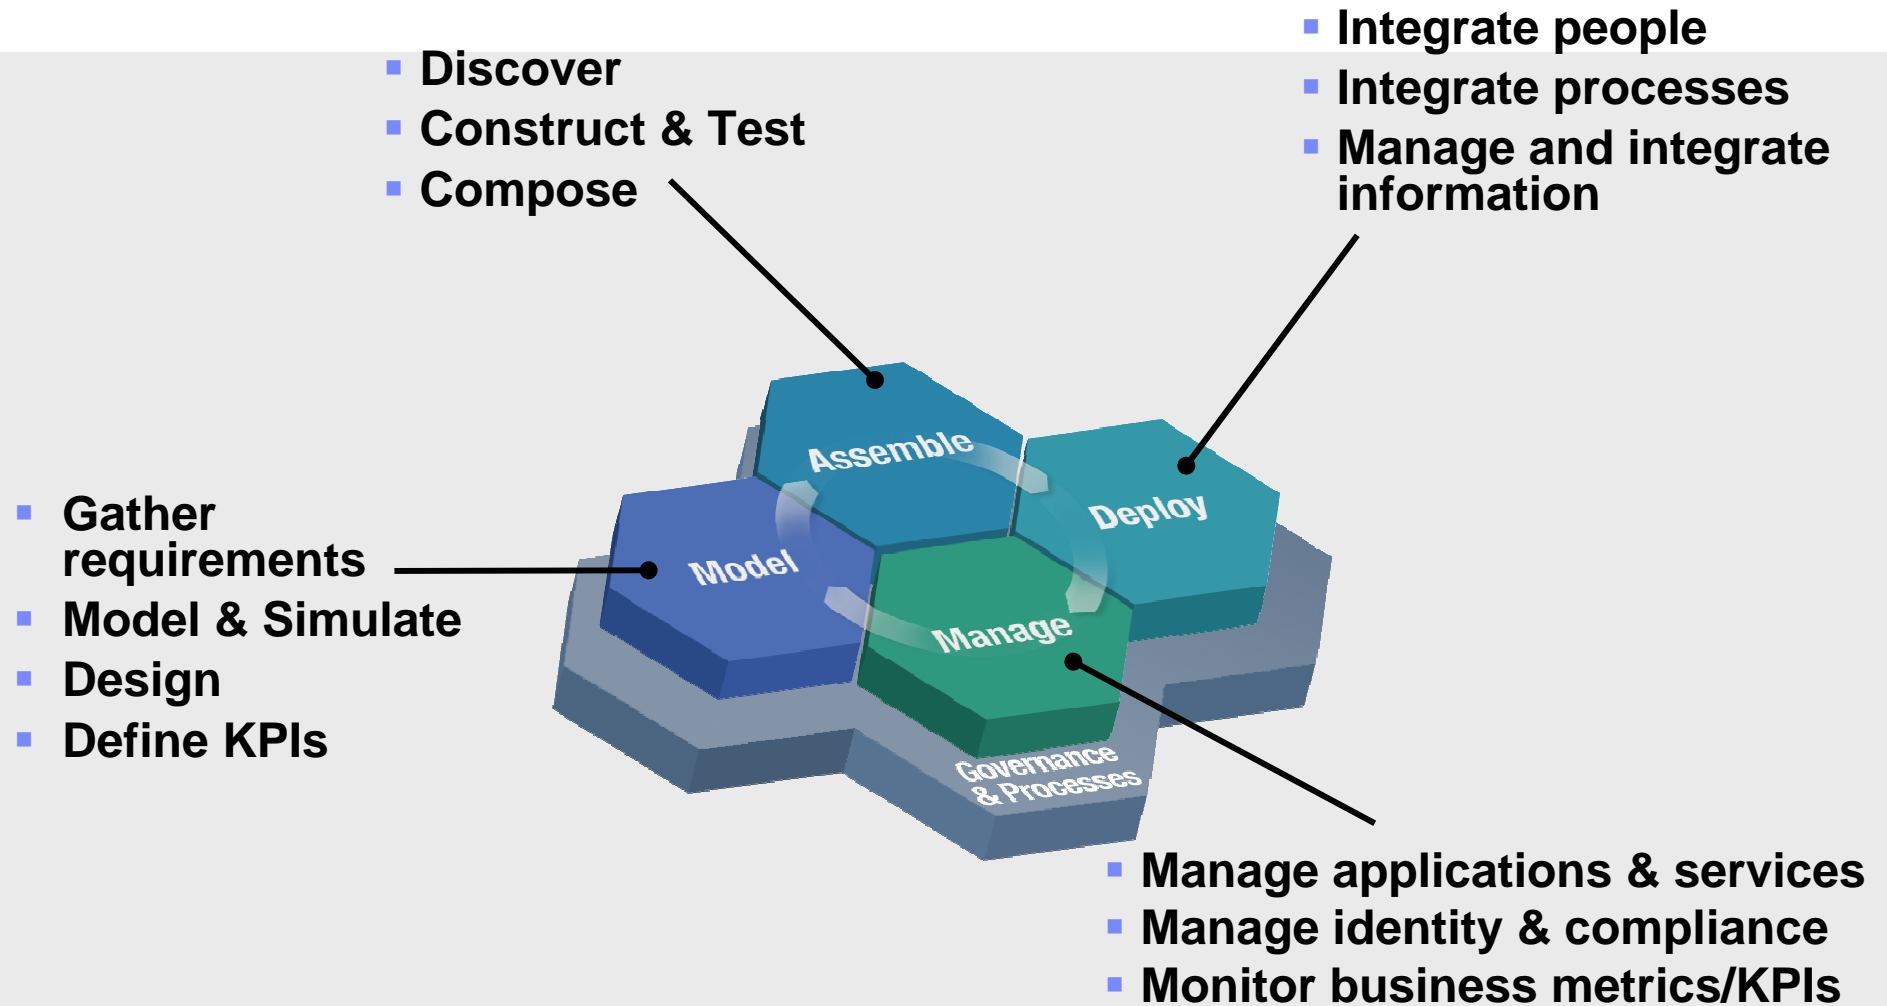 Integrate people
Integrate processes
Manage and integrate
information
Discover
Construct & Test
Compose
Assemble
Deploy
Model
Manage
Governance
& Processes
Gather
requirements
Model & Simulate
Design
Define KPIs
Manage applications & services
Manage identity & compliance
Monitor business metrics/KPIs